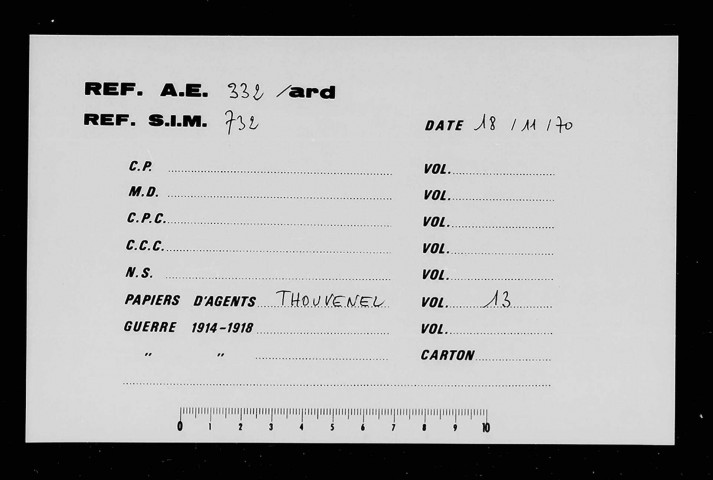 REF. A.E. 332 /ard
REF. S.I.M. 732
DATE 18 / 11 / 70
C.P. VOL.
M.D. VOL.
C.P.C. VOL.
C.C.C. VOL.
N.S. VOL.
PAPIERS D'AGENTS THOUVENEL VOL. 13
GUERRE 1914-1918 VOL.
" " CARTON
0 1 2 3 4 5 6 7 8 9 10